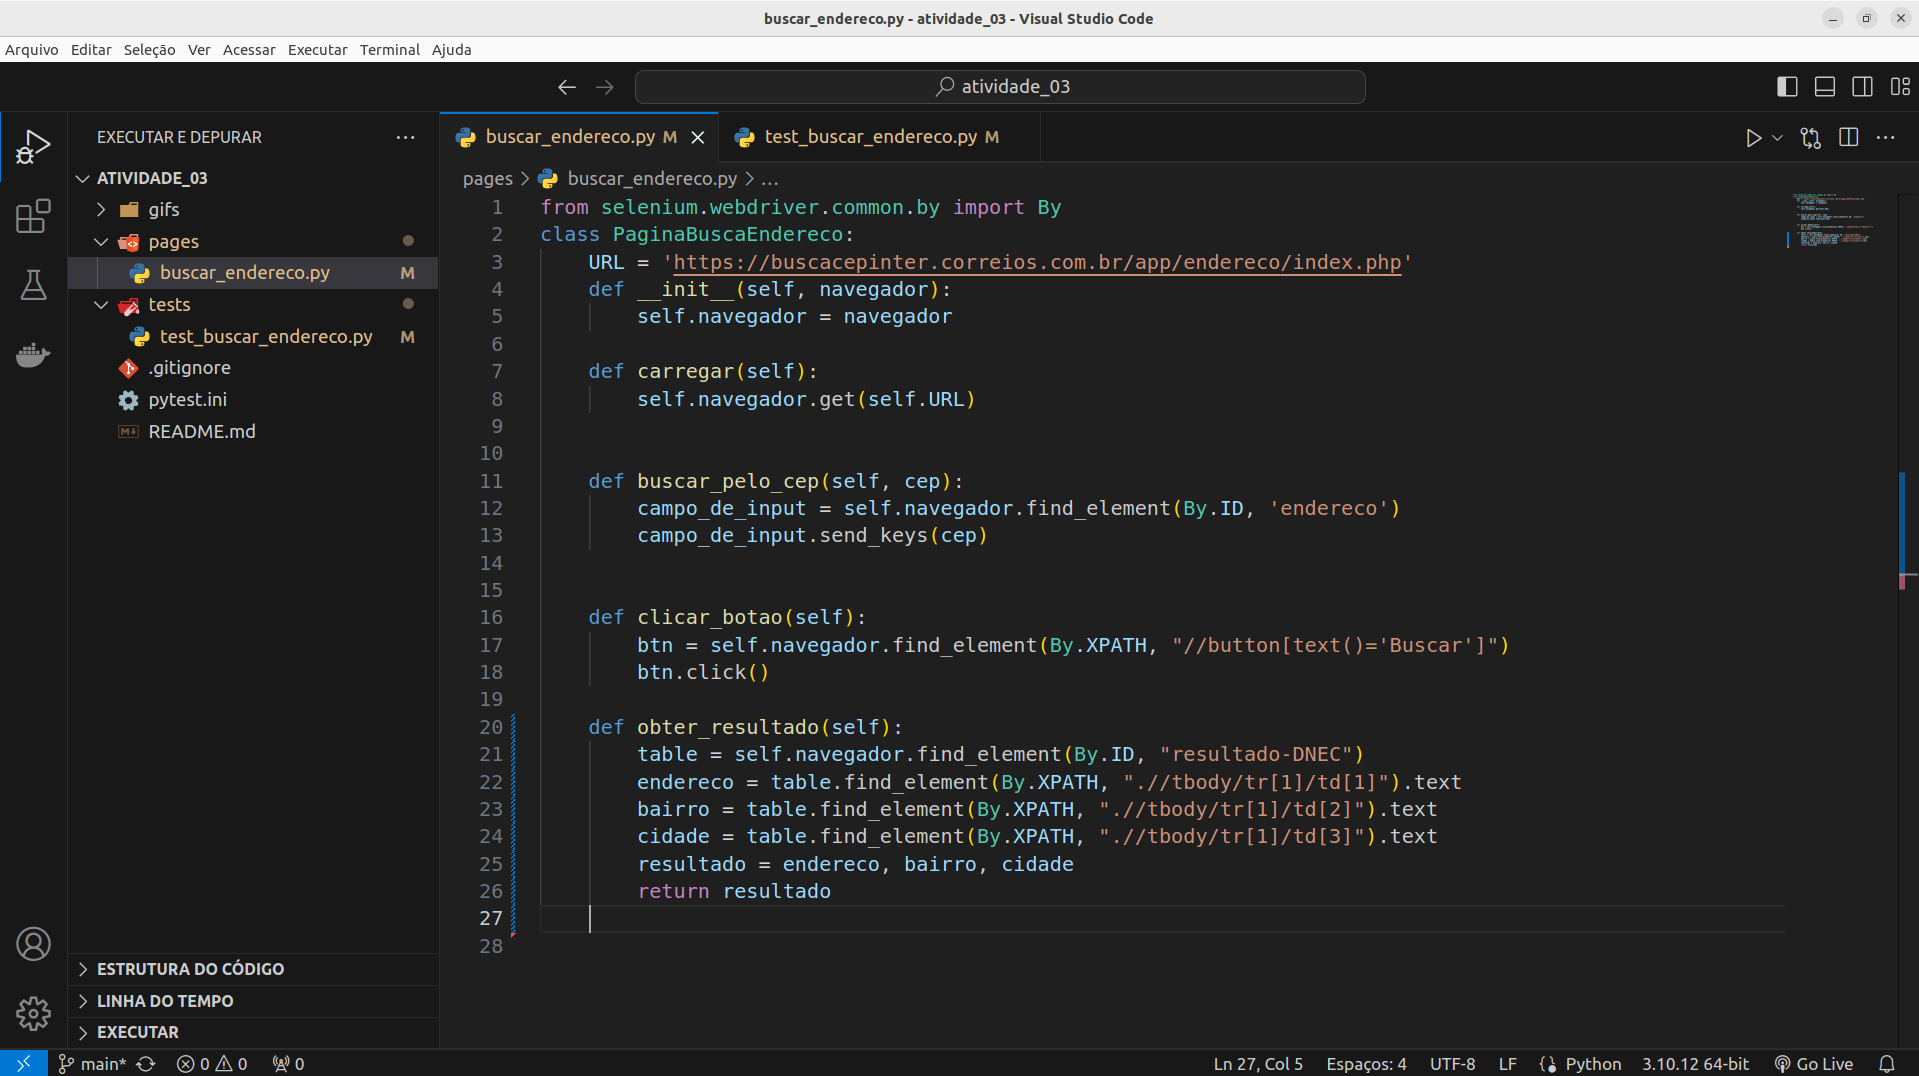 buscar_endereco.py - atividade_03 - Visual Studio Code
Arquivo Editar Seleção Ver Acessar Executar Terminal Ajuda
atividade_03
EXECUTAR E DEPURAR
ATIVIDADE_03
gifs
pages
buscar_endereco.py M
tests
test_buscar_endereco.py M
.gitignore
pytest.ini
README.md
ESTRUTURA DO CÓDIGO
LINHA DO TEMPO
EXECUTAR
buscar_endereco.py M test_buscar_endereco.py M
pages > buscar_endereco.py > ...
1 from selenium.webdriver.common.by import By
2 class PaginaBuscaEndereco:
3     URL = 'https://buscacepinter.correios.com.br/app/endereco/index.php'
4     def __init__(self, navegador):
5         self.navegador = navegador
6
7     def carregar(self):
8         self.navegador.get(self.URL)
9
10
11     def buscar_pelo_cep(self, cep):
12         campo_de_input = self.navegador.find_element(By.ID, 'endereco')
13         campo_de_input.send_keys(cep)
14
15
16     def clicar_botao(self):
17         btn = self.navegador.find_element(By.XPATH, "//button[text()='Buscar']")
18         btn.click()
19
20     def obter_resultado(self):
21         table = self.navegador.find_element(By.ID, "resultado-DNEC")
22         endereco = table.find_element(By.XPATH, ".//tbody/tr[1]/td[1]").text
23         bairro = table.find_element(By.XPATH, ".//tbody/tr[1]/td[2]").text
24         cidade = table.find_element(By.XPATH, ".//tbody/tr[1]/td[3]").text
25         resultado = endereco, bairro, cidade
26         return resultado
27
28
main* 0 0 0 Ln 27, Col 5 Espaços: 4 UTF-8 LF Python 3.10.12 64-bit Go Live